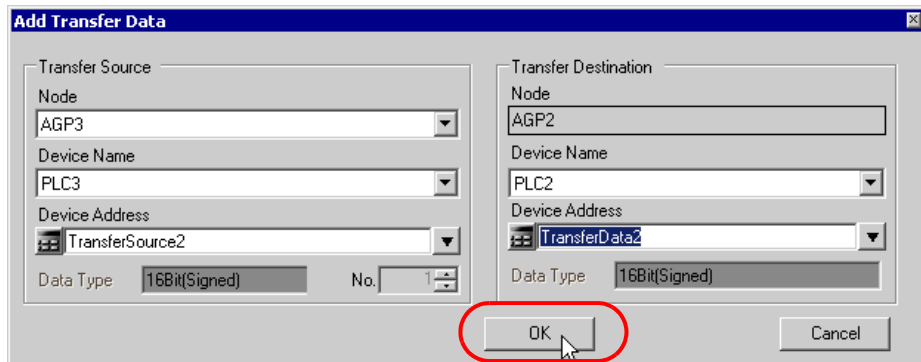 Add Transfer Data
Transfer Source
Node
AGP3
Device Name
PLC3
Device Address
TransferSource2
Data Type 16Bit(Signed) No. 1
Transfer Destination
Node
AGP2
Device Name
PLC2
Device Address
TransferData2
Data Type 16Bit(Signed)
OK Cancel